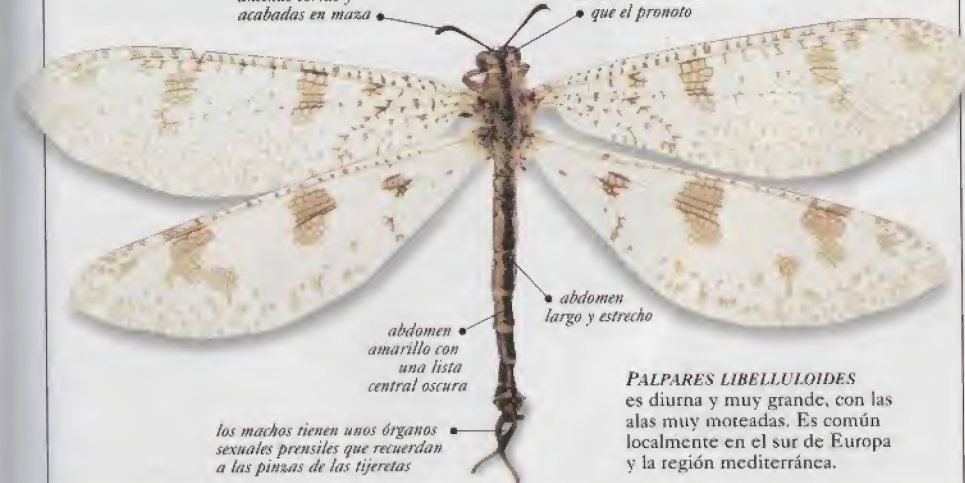 acabadas en maza
que el pronoto
abdomen
largo y estrecho
abdomen
amarillo con
una lista
central oscura
los machos tienen unos órganos
sexuales prensiles que recuerdan
a las pinzas de las tijeretas
PALPARES LIBELLULOIDES
es diurna y muy grande, con las
alas muy moteadas. Es común
localmente en el sur de Europa
y la región mediterránea.